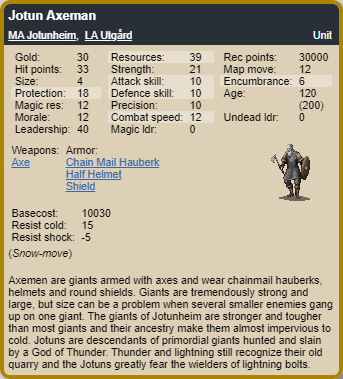 Jotun Axeman
MA Jotunheim, LA Utgård Unit
Gold: 30 Resources: 39 Rec points: 30000
Hit points: 33 Strength: 21 Map move: 12
Size: 4 Attack skill: 10 Encumbrance: 6
Protection: 18 Defence skill: 10 Age: 120
Magic res: 12 Precision: 10 (200)
Morale: 12 Combat speed: 12 Undead ldr: 0
Leadership: 40 Magic ldr: 0
Weapons: Armor:
Axe Chain Mail Hauberk
Half Helmet
Shield
Basecost: 10030
Resist cold: 15
Resist shock: -5
(Snow-move)
Axemen are giants armed with axes and wear chainmail hauberks,
helmets and round shields. Giants are tremendously strong and
large, but size can be a problem when several smaller enemies gang
up on one giant. The giants of Jotunheim are stronger and tougher
than most giants and their ancestry make them almost impervious to
cold. Jotuns are descendants of primordial giants hunted and slain
by a God of Thunder. Thunder and lightning still recognize their old
quarry and the Jotuns greatly fear the wielders of lightning bolts.